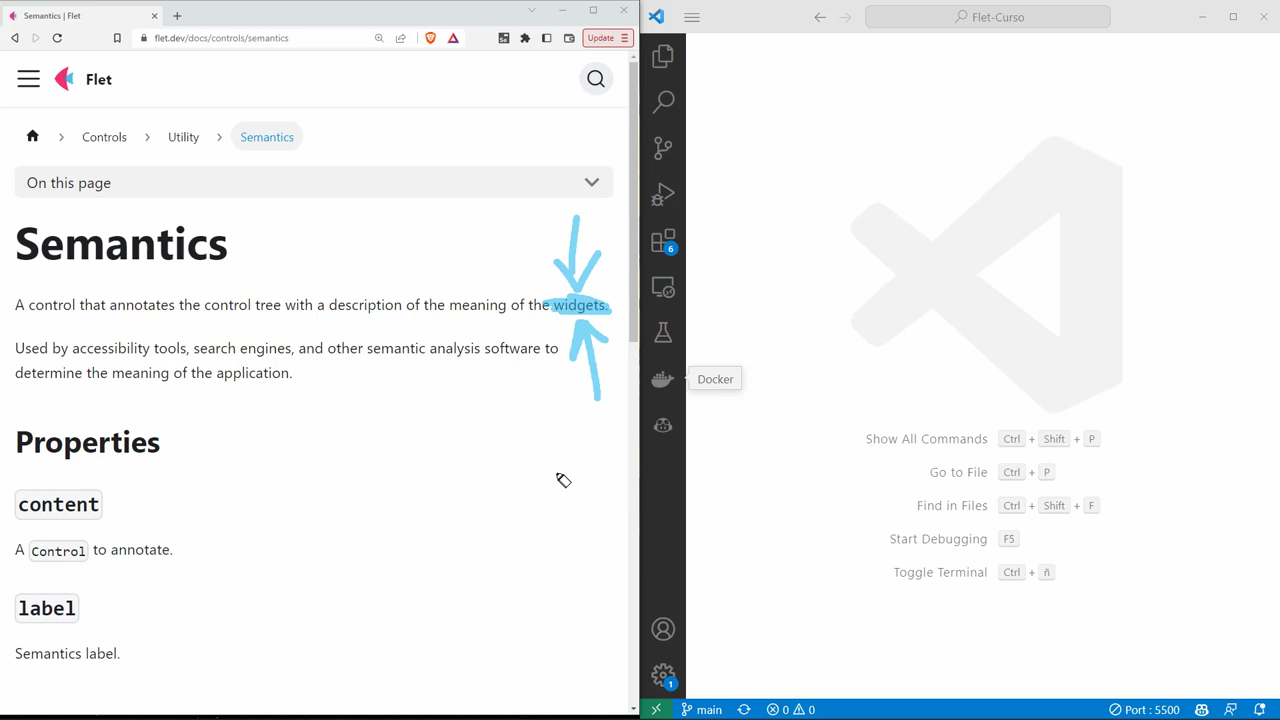 Semantics | Flet
flet.dev/docs/controls/semantics
Update
Flet
Controls
Utility
Semantics
On this page
Semantics
A control that annotates the control tree with a description of the meaning of the widgets.
Used by accessibility tools, search engines, and other semantic analysis software to
determine the meaning of the application.
Properties
content
A Control to annotate.
label
Semantics label.
Flet-Curso
6
Docker
Show All Commands Ctrl + Shift + P
Go to File Ctrl + P
Find in Files Ctrl + Shift + F
Start Debugging F5
Toggle Terminal Ctrl + ñ
1
main 0 0 Port : 5500